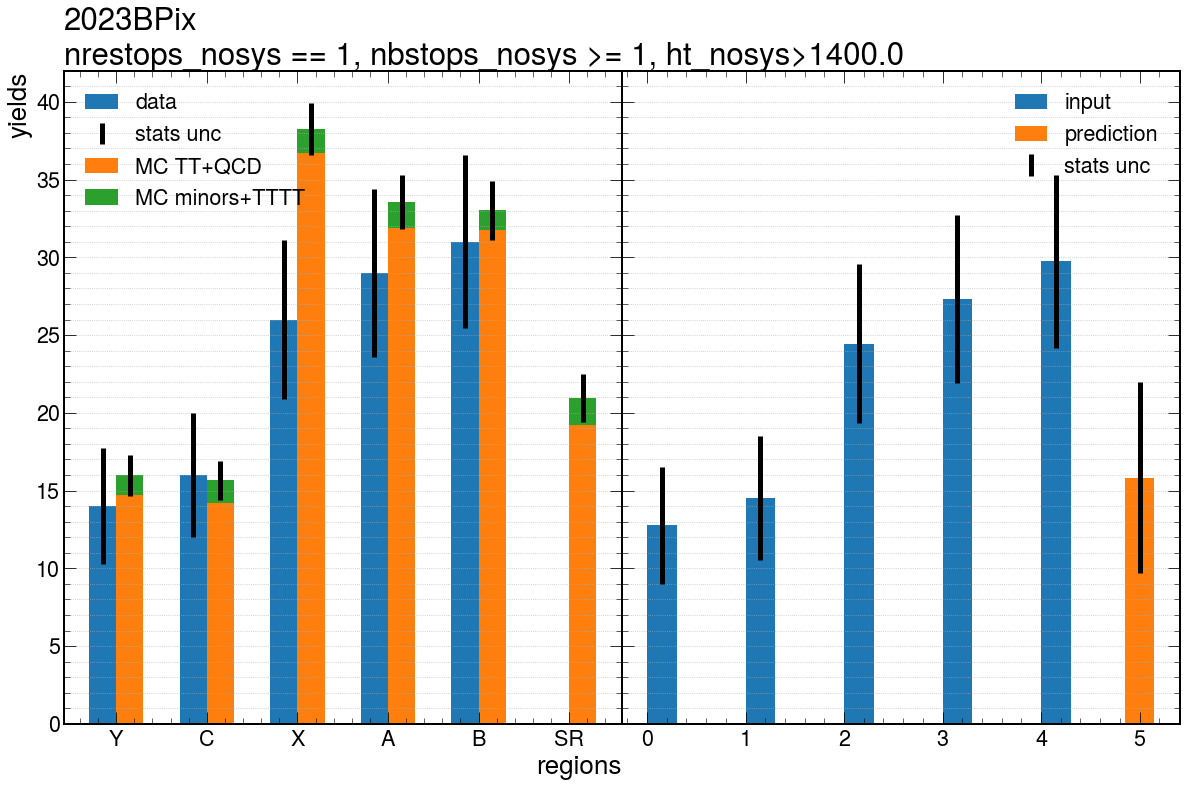 2023BPix
nrestops_nosys == 1, nbstops_nosys >= 1, ht_nosys>1400.0
yields
40
35
30
25
20
15
10
5
0
data
stats unc
MC TT+QCD
MC minors+TTTT
input
prediction
stats unc
Y C X A B SR
0 1 2 3 4 5
regions